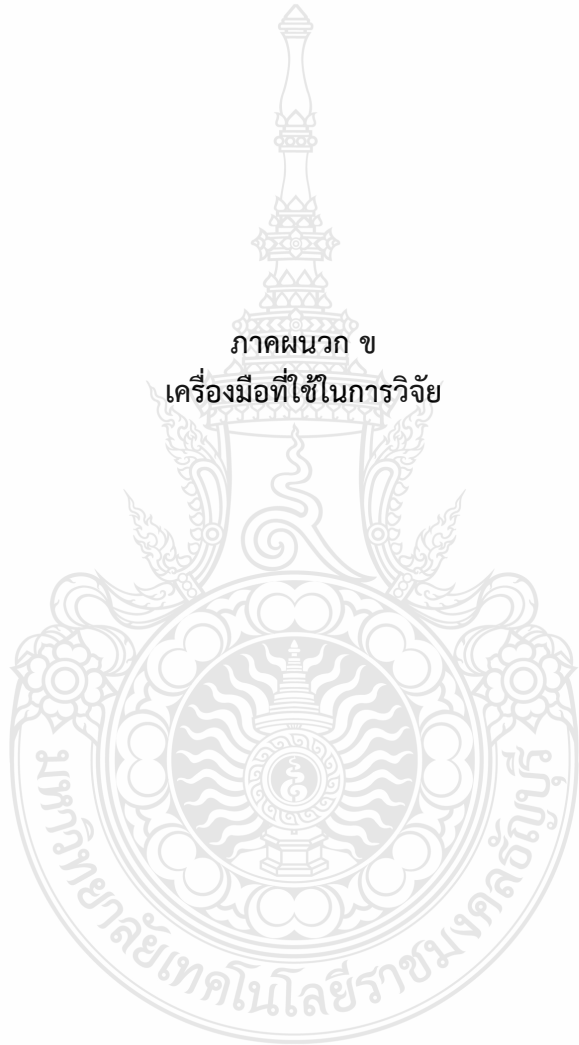 ภาคผนวก ข
เครื่องมือที่ใช้ในการวิจัย
มหาวิทยาลัยเทคโนโลยีราชมงคลธัญบุรี